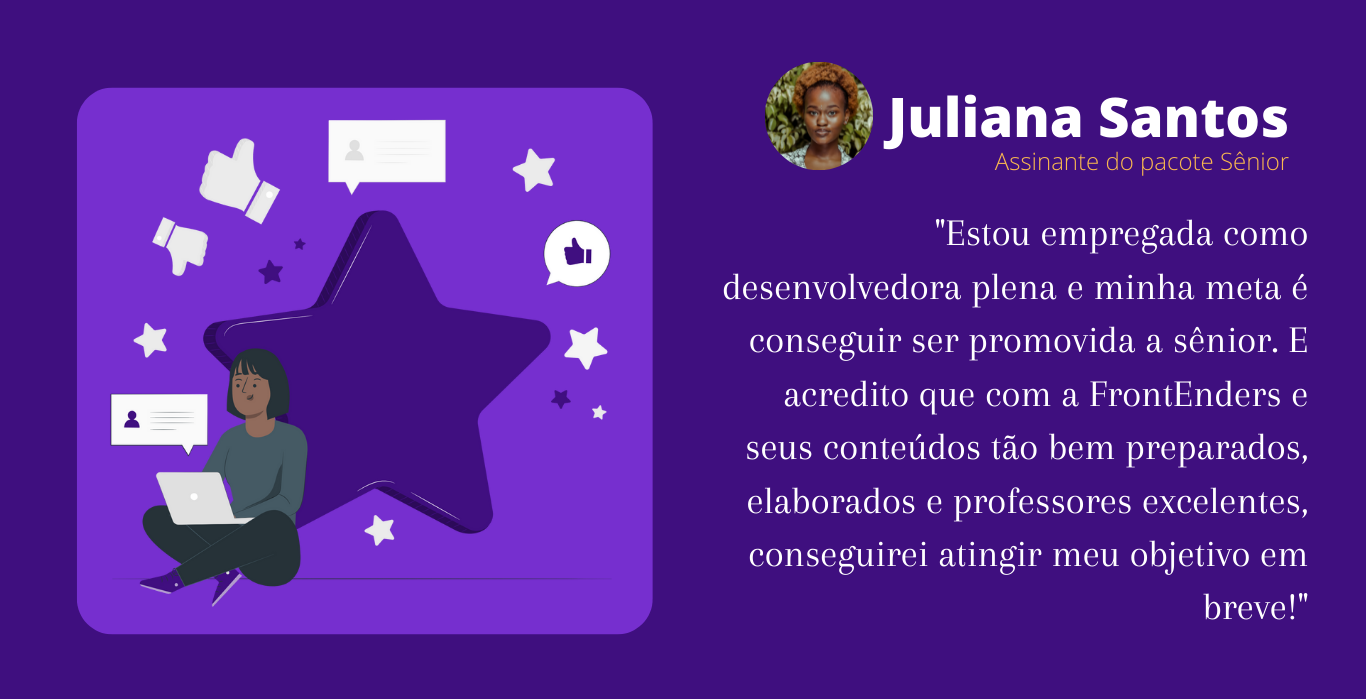 Juliana Santos
Assinante do pacote Sênior
"Estou empregada como
desenvolvedora plena e minha meta é
conseguir ser promovida a sênior. E
acredito que com a FrontEnders e
seus conteúdos tão bem preparados,
elaborados e professores excelentes,
conseguirei atingir meu objetivo em
breve!"